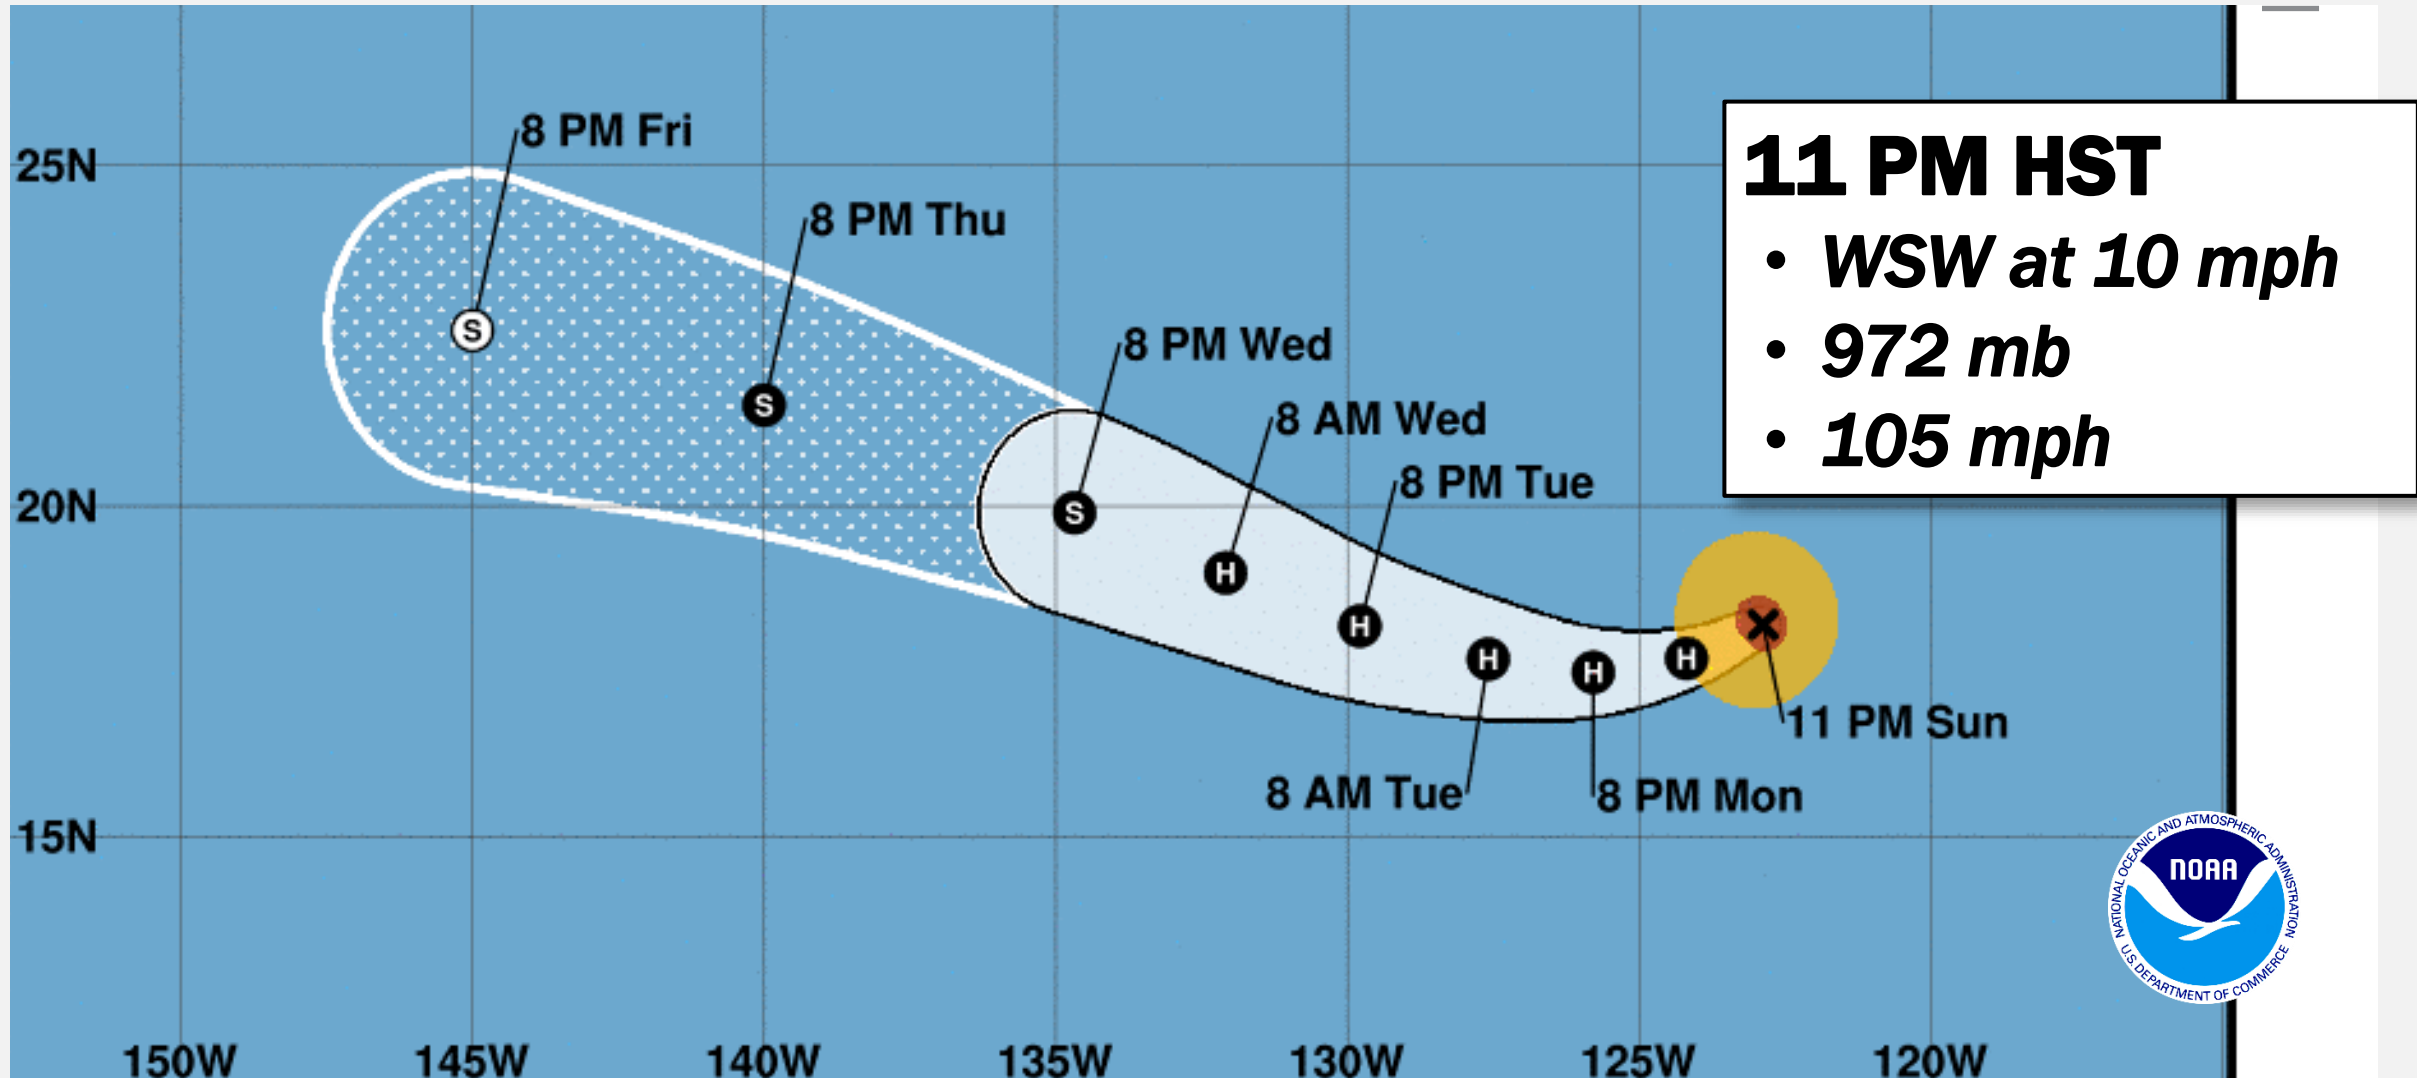 8 PM Fri
25N
11 PM HST
8 PM Thu
• WSW at 10 mph
8 PM Wed
• 972 mb
S
8 AM Wed
S
• 105 mph
8 PM Tue
20N
S
H
H
H
H
H
11 PM Sun
8 AM Tue
8 PM Mon
15N
NATIONAL OCEANIC AND ATMOSPHERIC ADMINISTRATION
NOAA
U.S. DEPARTMENT OF COMMERCE
150W 145W 140W 135W 130W 125W 120W